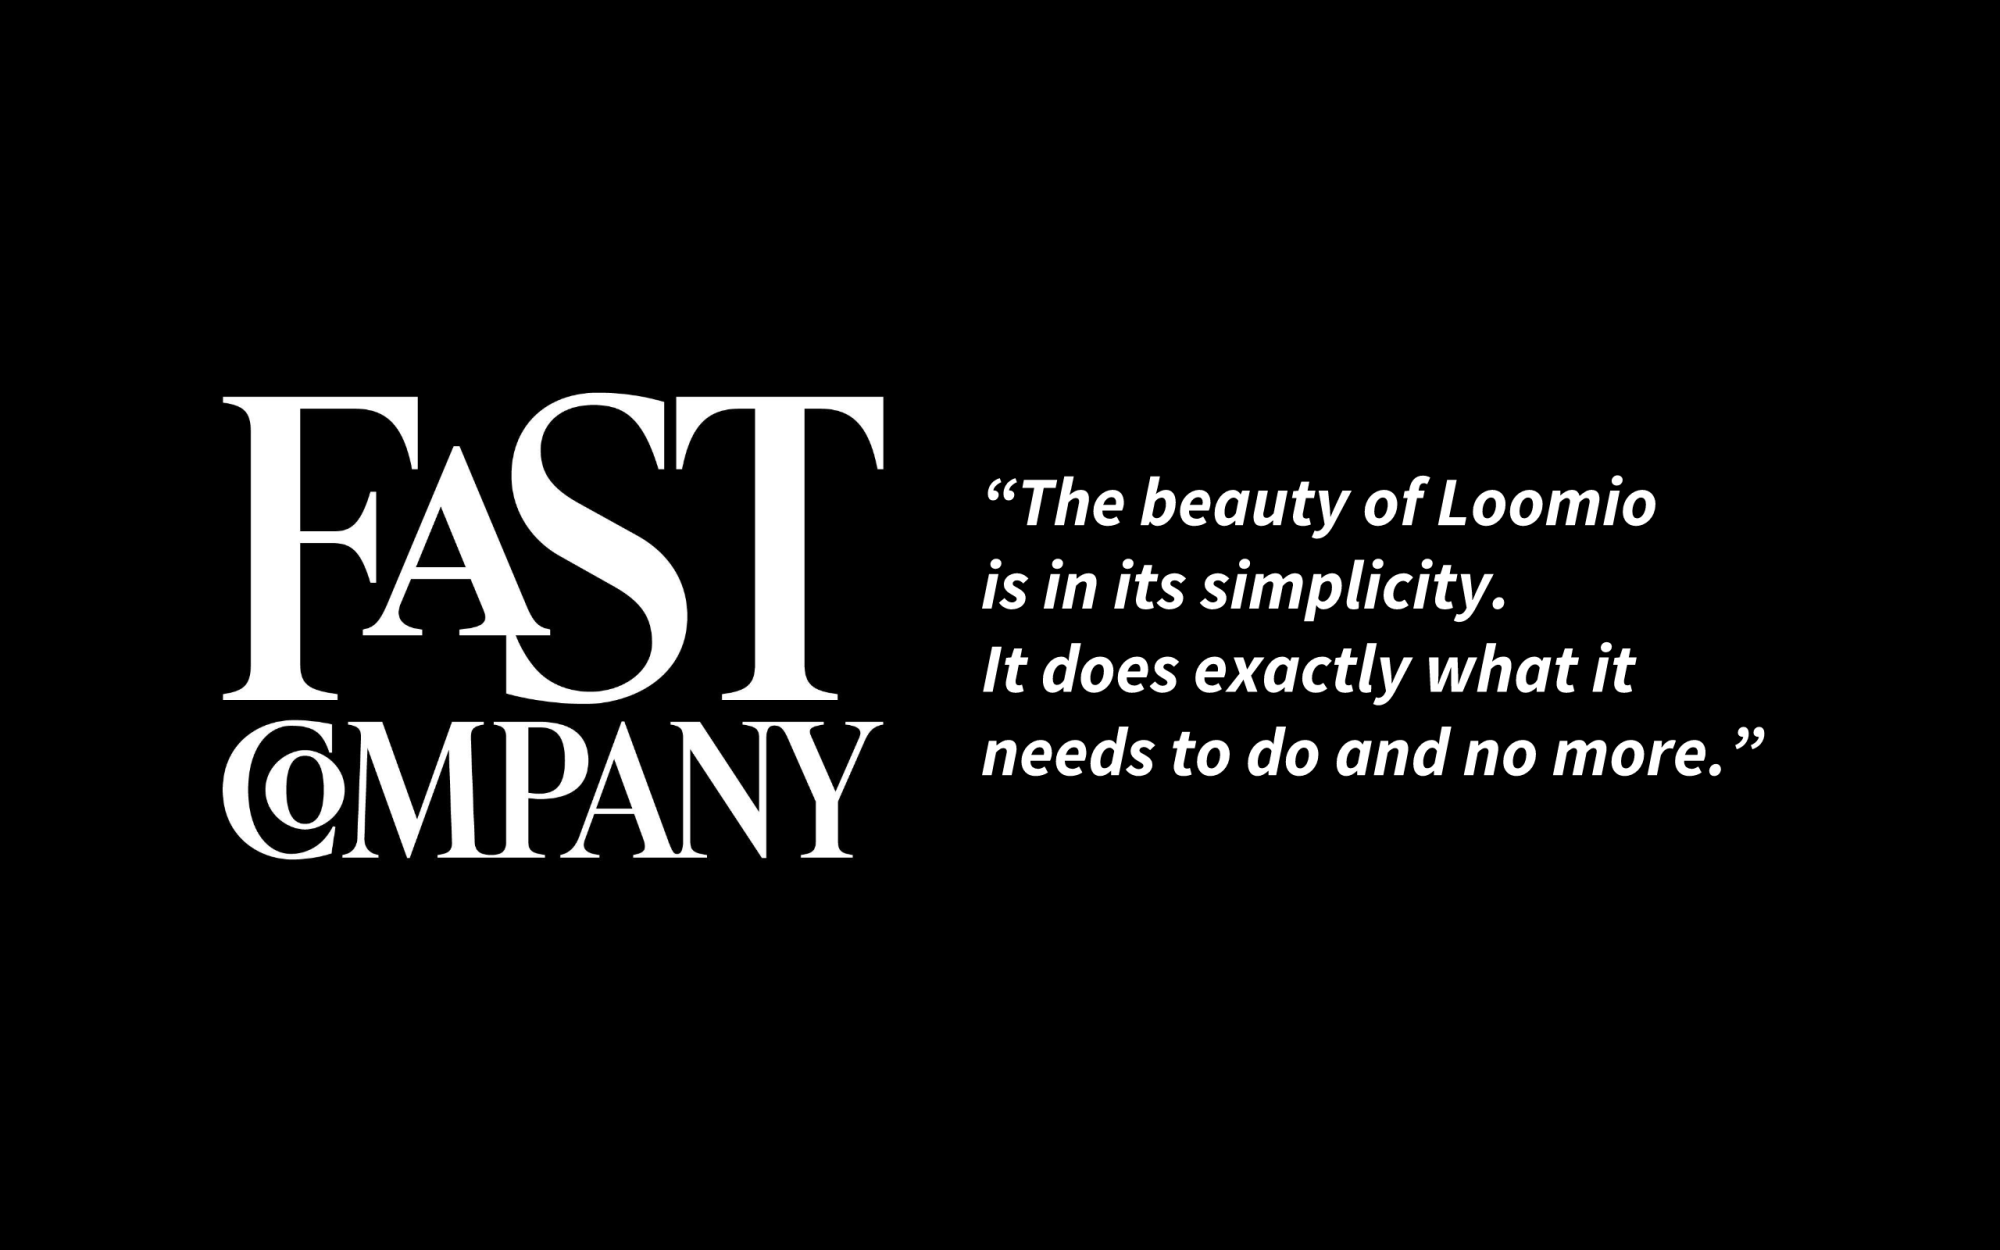 FAST
COMPANY
“The beauty of Loomio
is in its simplicity.
It does exactly what it
needs to do and no more.”